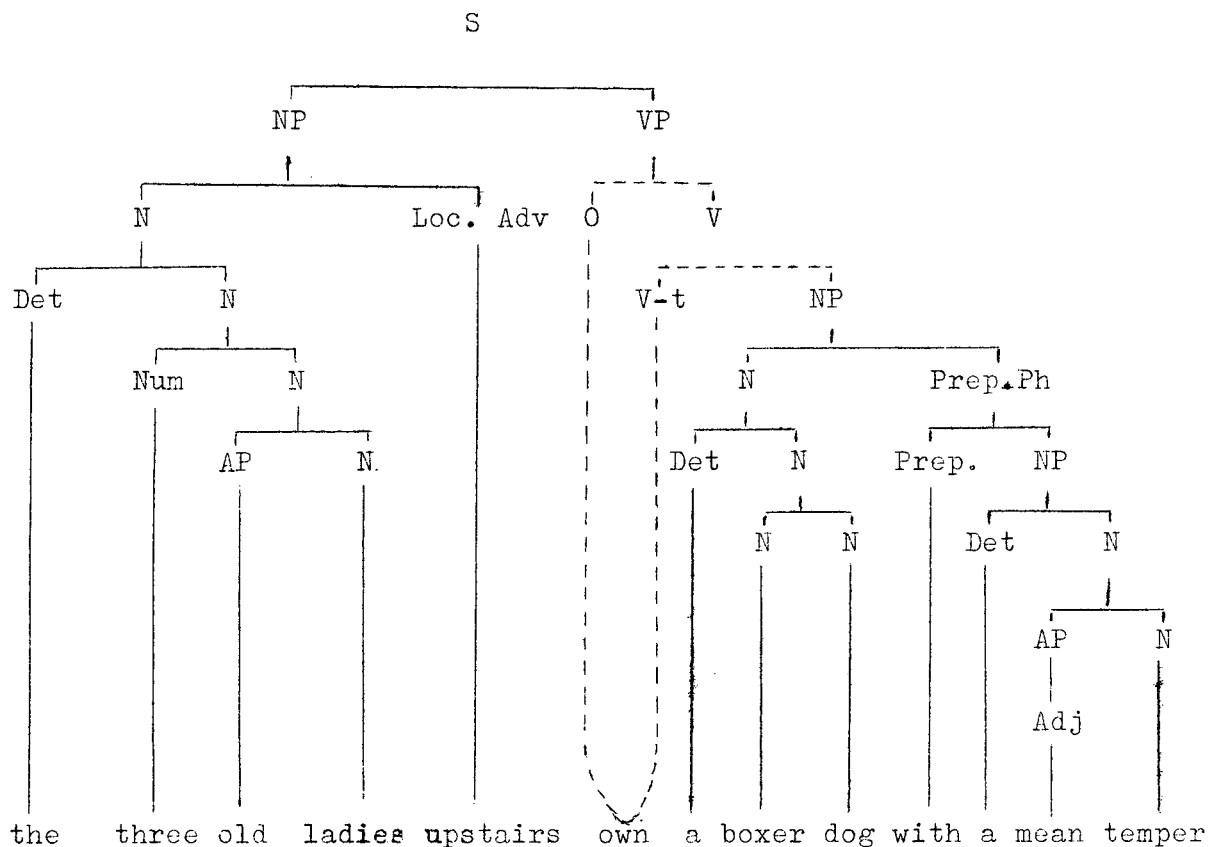 S
NP VP
N Loc. Adv O V
Det N V-t NP
Num N N Prep.Ph
AP N. Det N Prep. NP
N N Det N
AP N
Adj
the three old ladies upstairs own a boxer dog with a mean temper